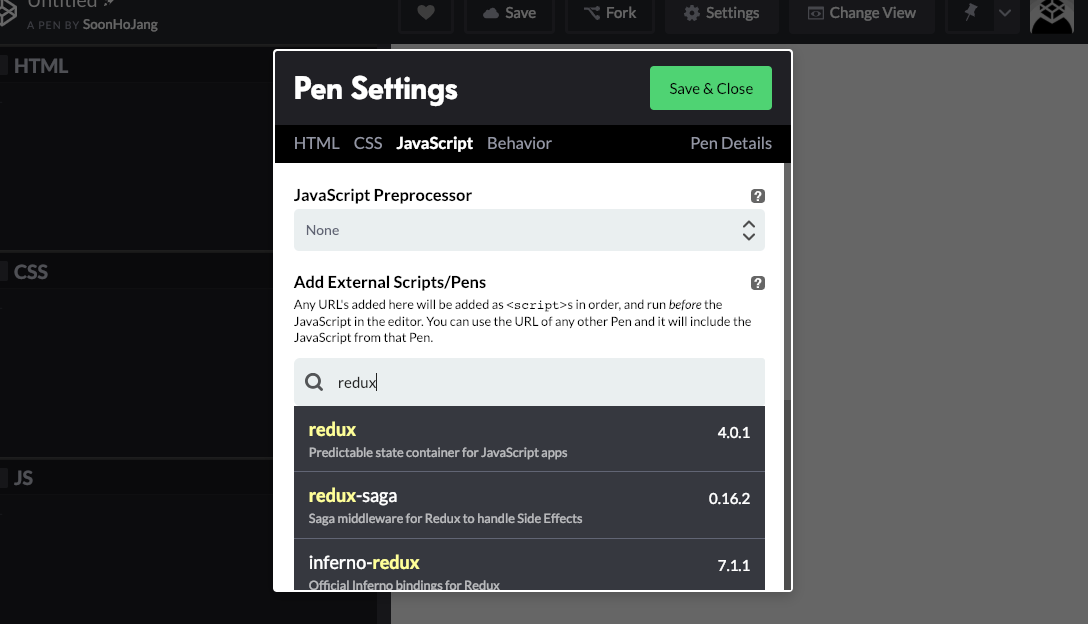 Untitled
A PEN BY SoonHoJang
Save
Fork
Settings
Change View
HTML
CSS
JS
Pen Settings
Save & Close
HTML CSS JavaScript Behavior Pen Details
JavaScript Preprocessor
?
None
Add External Scripts/Pens
?
Any URL's added here will be added as <script>s in order, and run before the
JavaScript in the editor. You can use the URL of any other Pen and it will include the
JavaScript from that Pen.
redux
redux 4.0.1
Predictable state container for JavaScript apps
redux-saga 0.16.2
Saga middleware for Redux to handle Side Effects
inferno-redux 7.1.1
Official Inferno bindings for Redux